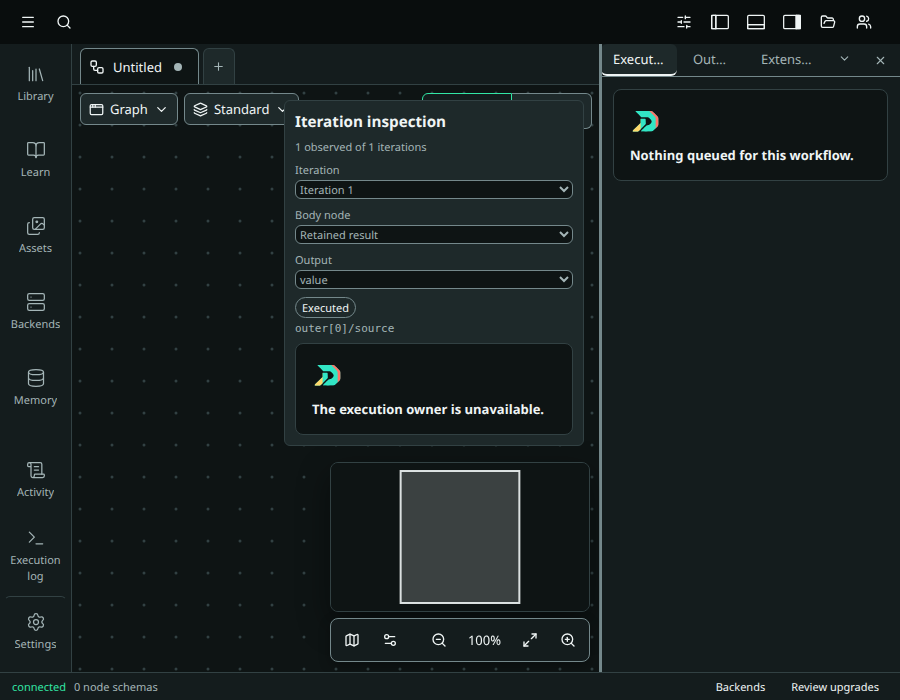 Untitled
+
Execut...
Out...
Extens...
Library
Learn
Assets
Backends
Memory
Activity
Execution
log
Settings
Graph
Standard
Iteration inspection
1 observed of 1 iterations
Iteration
Iteration 1
Body node
Retained result
Output
value
Executed
outer[0]/source
The execution owner is unavailable.
Nothing queued for this workflow.
100%
connected
0 node schemas
Backends
Review upgrades